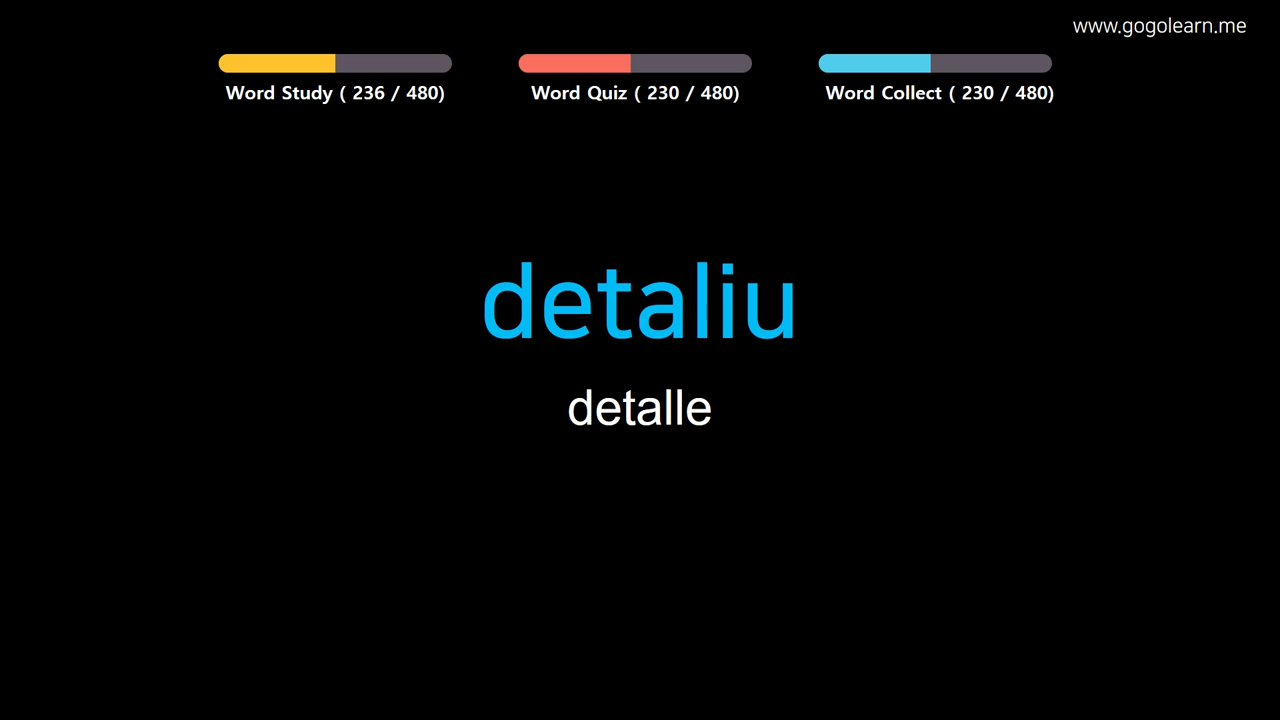 www.gogolearn.me
Word Study ( 236 / 480)
Word Quiz ( 230 / 480)
Word Collect ( 230 / 480)
detaliu
detalle